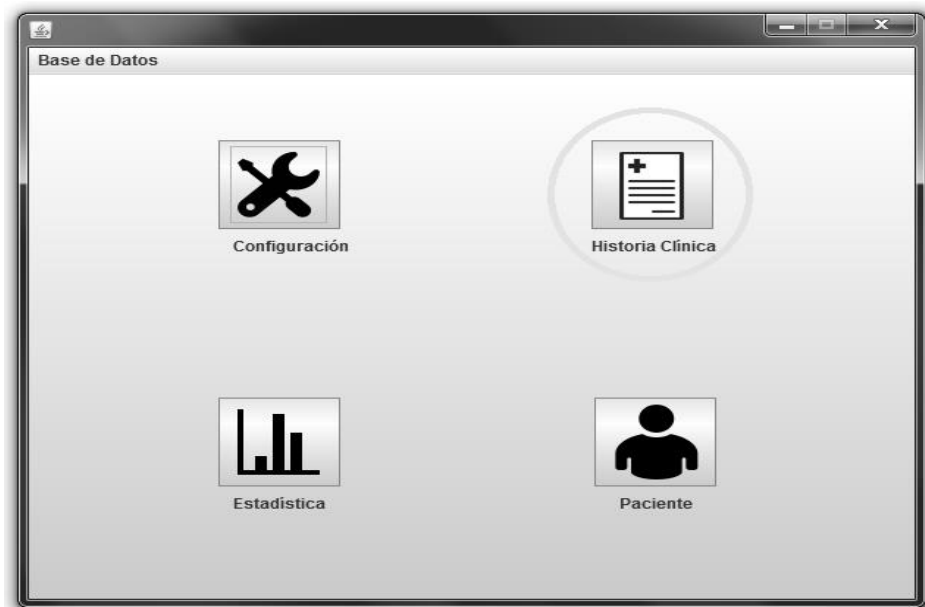 Base de Datos
Configuración
Historia Clínica
Estadística
Paciente